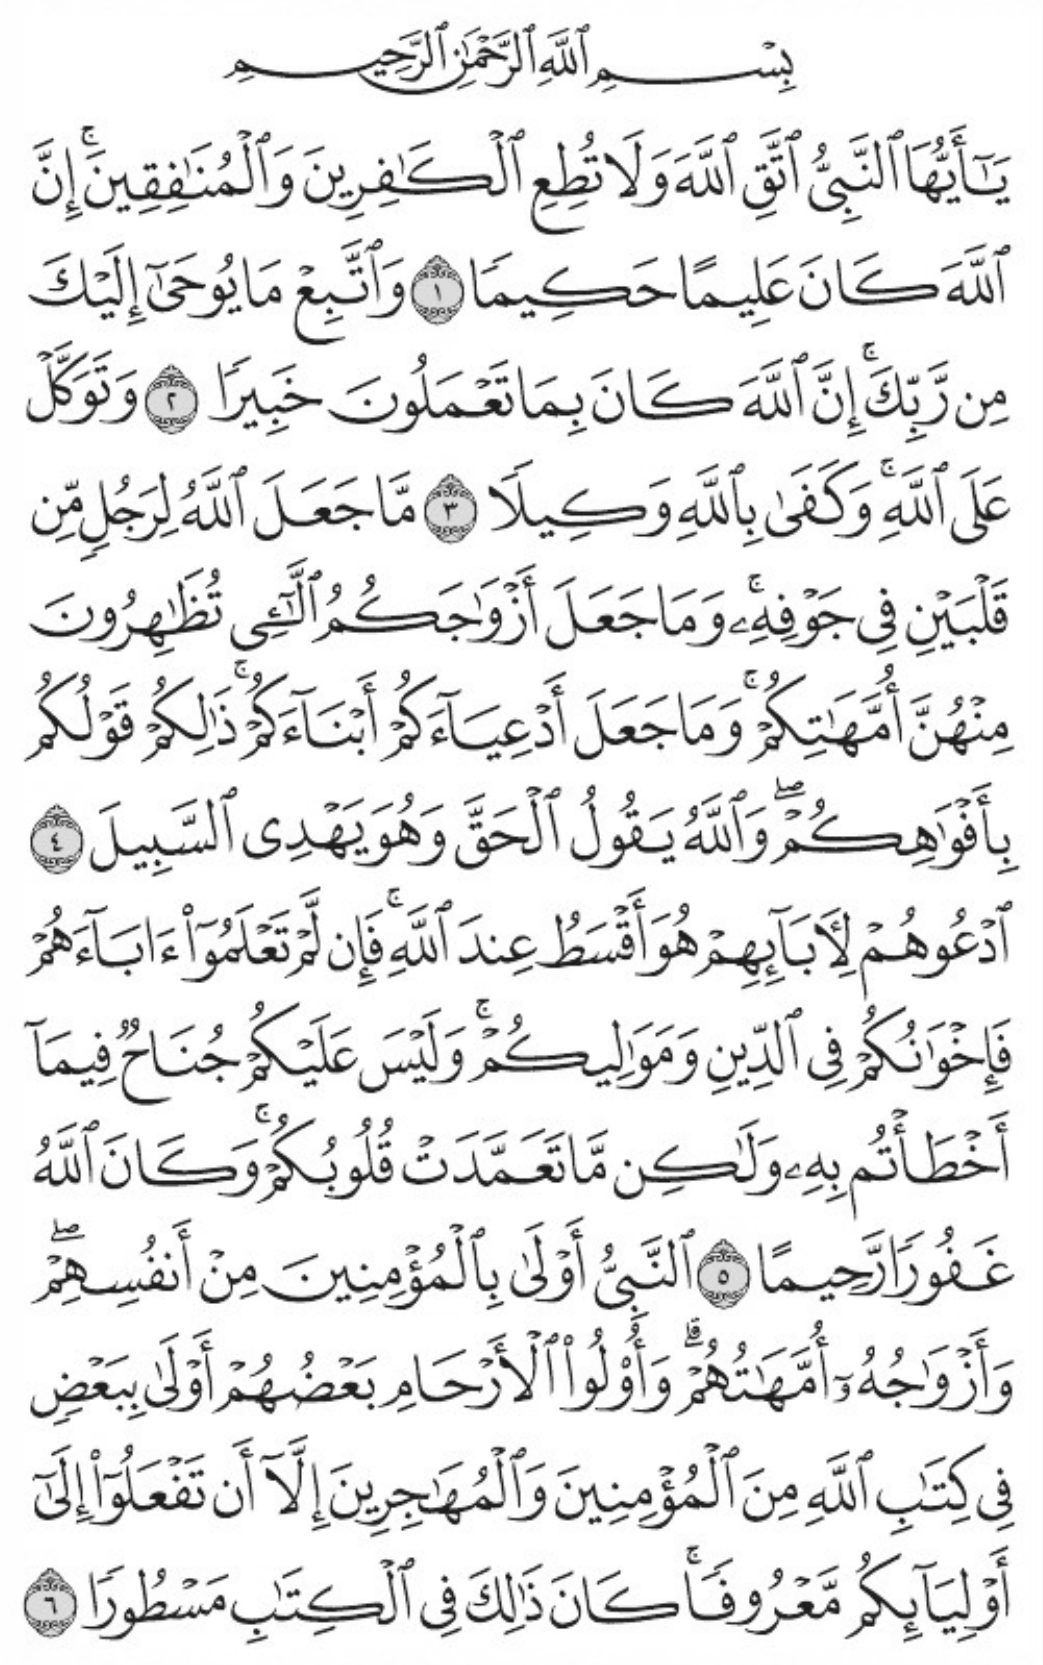 بِسۡمِ ٱللَّهِ ٱلرَّحۡمَٰنِ ٱلرَّحِيمِ
يَٰٓأَيُّهَا ٱلنَّبِيُّ ٱتَّقِ ٱللَّهَ وَلَا تُطِعِ ٱلۡكَٰفِرِينَ وَٱلۡمُنَٰفِقِينَۚ إِنَّ
ٱللَّهَ كَانَ عَلِيمًا حَكِيمٗا ١ وَٱتَّبِعۡ مَا يُوحَىٰٓ إِلَيۡكَ
مِن رَّبِّكَۚ إِنَّ ٱللَّهَ كَانَ بِمَا تَعۡمَلُونَ خَبِيرٗا ٢ وَتَوَكَّلۡ
عَلَى ٱللَّهِۚ وَكَفَىٰ بِٱللَّهِ وَكِيلٗا ٣ مَّا جَعَلَ ٱللَّهُ لِرَجُلٖ مِّن
قَلۡبَيۡنِ فِي جَوۡفِهِۦۚ وَمَا جَعَلَ أَزۡوَٰجَكُمُ ٱلَّٰٓـِٔي تُظَٰهِرُونَ
مِنۡهُنَّ أُمَّهَٰتِكُمۡۚ وَمَا جَعَلَ أَدۡعِيَآءَكُمۡ أَبۡنَآءَكُمۡۚ ذَٰلِكُمۡ قَوۡلُكُم
بِأَفۡوَٰهِكُمۡۖ وَٱللَّهُ يَقُولُ ٱلۡحَقَّ وَهُوَ يَهۡدِي ٱلسَّبِيلَ ٤
ٱدۡعُوهُمۡ لِأٓبَآئِهِمۡ هُوَ أَقۡسَطُ عِندَ ٱللَّهِۚ فَإِن لَّمۡ تَعۡلَمُوٓاْ ءَابَآءَهُمۡ
فَإِخۡوَٰنُكُمۡ فِي ٱلدِّينِ وَمَوَٰلِيكُمۡۚ وَلَيۡسَ عَلَيۡكُمۡ جُنَاحٞ فِيمَآ
أَخۡطَأۡتُم بِهِۦ وَلَٰكِن مَّا تَعَمَّدَتۡ قُلُوبُكُمۡۚ وَكَانَ ٱللَّهُ
غَفُورٗا رَّحِيمًا ٥ ٱلنَّبِيُّ أَوۡلَىٰ بِٱلۡمُؤۡمِنِينَ مِنۡ أَنفُسِهِمۡۖ
وَأَزۡوَٰجُهُۥٓ أُمَّهَٰتُهُمۡۗ وَأُوْلُواْ ٱلۡأَرۡحَامِ بَعۡضُهُمۡ أَوۡلَىٰ بِبَعۡضٖ
فِي كِتَٰبِ ٱللَّهِ مِنَ ٱلۡمُؤۡمِنِينَ وَٱلۡمُهَٰجِرِينَ إِلَّآ أَن تَفۡعَلُوٓاْ إِلَىٰٓ
أَوۡلِيَآئِكُم مَّعۡرُوفٗاۚ كَانَ ذَٰلِكَ فِي ٱلۡكِتَٰبِ مَسۡطُورٗا ٦